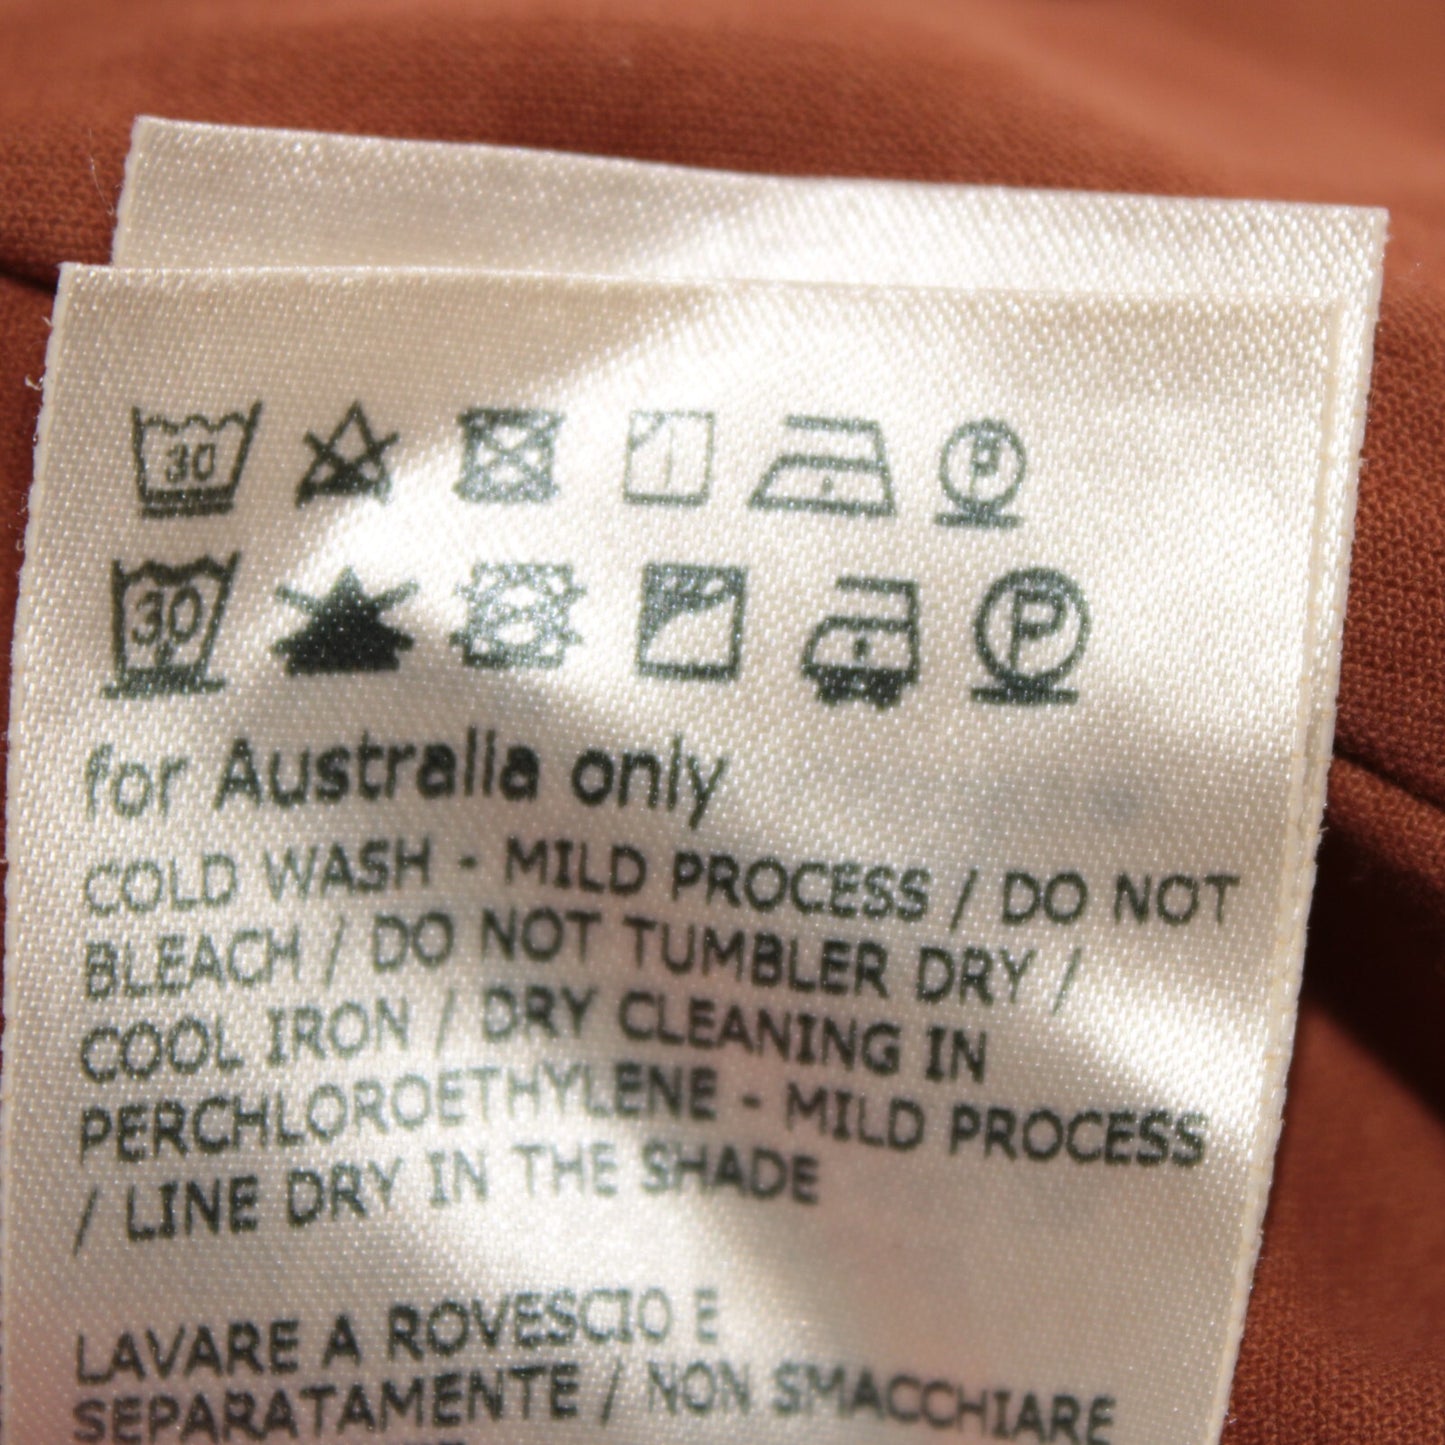 30 P
30 P
for Australia only
COLD WASH - MILD PROCESS / DO NOT
BLEACH / DO NOT TUMBLER DRY /
COOL IRON / DRY CLEANING IN
PERCHLOROETHYLENE - MILD PROCESS
/ LINE DRY IN THE SHADE
LAVARE A ROVESCIO E
SEPARATAMENTE / NON SMACCHIARE